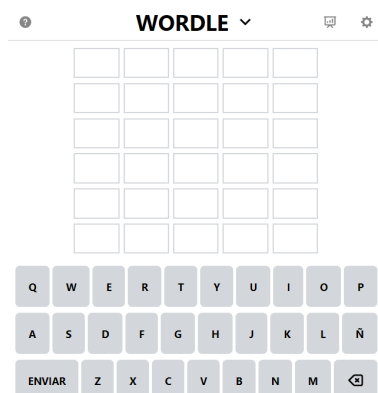 WORDLE
Q W E R T Y U I O P
A S D F G H J K L Ñ
ENVIAR Z X C V B N M